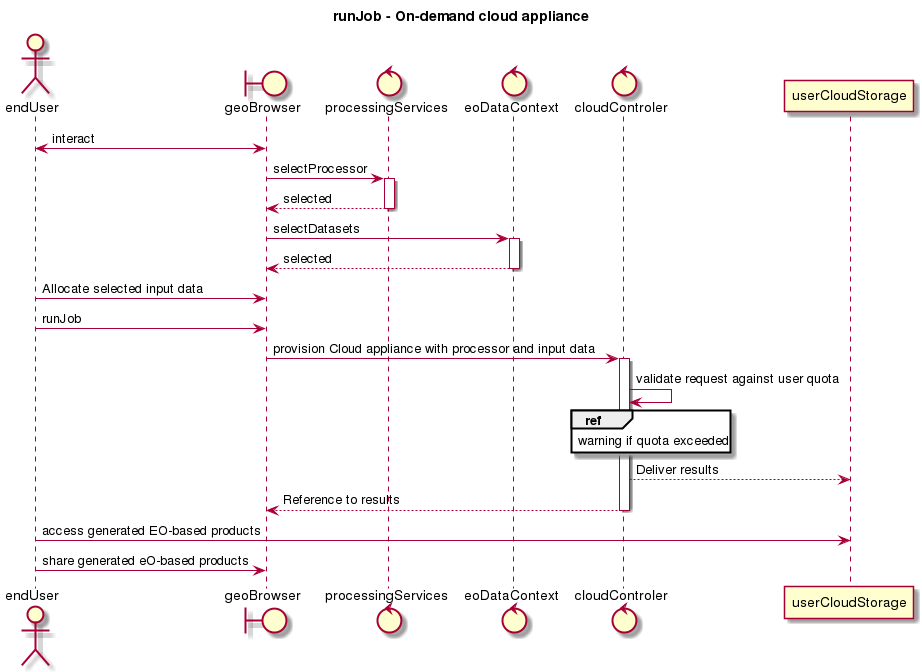 runJob - On-demand cloud appliance
endUser
geoBrowser
processingServices
eoDataContext
cloudControler
userCloudStorage
interact
selectProcessor
selected
selectDatasets
selected
Allocate selected input data
runJob
provision Cloud appliance with processor and input data
validate request against user quota
ref
warning if quota exceeded
Deliver results
Reference to results
access generated EO-based products
share generated eO-based products
endUser
geoBrowser
processingServices
eoDataContext
cloudControler
userCloudStorage